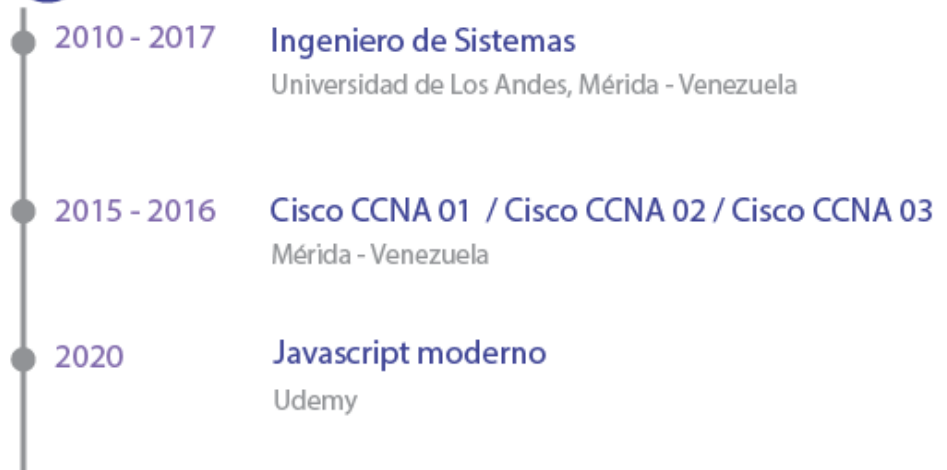 2010 - 2017 Ingeniero de Sistemas
Universidad de Los Andes, Mérida - Venezuela
2015 - 2016 Cisco CCNA 01 / Cisco CCNA 02 / Cisco CCNA 03
Mérida - Venezuela
2020 Javascript moderno
Udemy